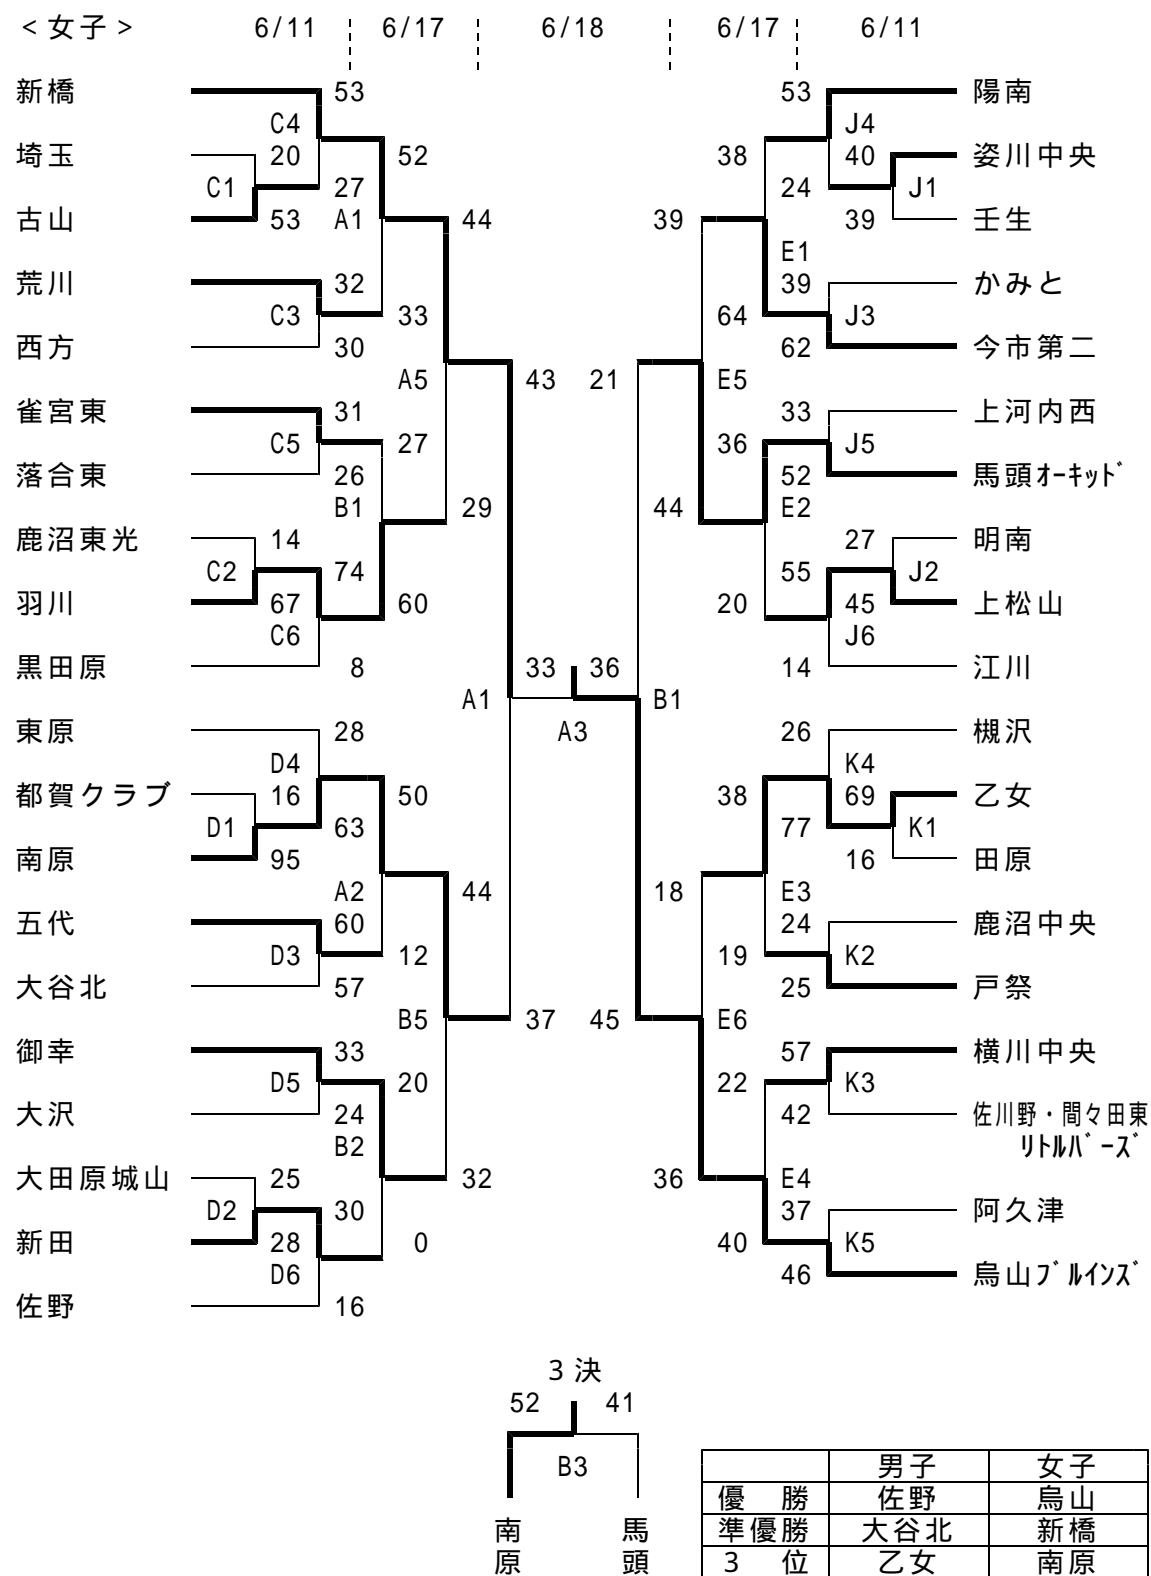 ＜女子＞ 6/11 6/17 6/18 6/17 6/11
新橋 53 53 陽南
C4 J4
埼玉 20 52 38 40 姿川中央
C1 27 24 J1
古山 53 A1 44 39 39 壬生
E1
荒川 32 39 かみと
C3 33 64 J3
西方 30 62 今市第二
A5 43 21 E5
雀宮東 31 33 上河内西
C5 27 36 J5
落合東 26 52 馬頭オーキッド
B1 29 44 E2
鹿沼東光 14 27 明南
C2 74 55 J2
羽川 67 60 20 45 上松山
C6 J6
黒田原 8 33 36 14 江川
A1 B1
東原 28 A3 26 槻沢
D4 K4
都賀クラブ 16 50 38 69 乙女
D1 63 77 K1
南原 95 16 田原
A2 44 18 E3
五代 60 24 鹿沼中央
D3 12 19 K2
大谷北 57 25 戸祭
B5 37 45 E6
御幸 33 57 横川中央
D5 20 22 K3
大沢 24 42 佐川野・間々田東
B2 リトルバーズ
大田原城山 25 32 36 E4
D2 30 37 阿久津
新田 28 0 40 K5
D6 46 烏山ブルインズ
佐野 16
3決
52 41
B3
南原 馬頭
男子 女子
優勝 佐野 烏山
準優勝 大谷北 新橋
3位 乙女 南原